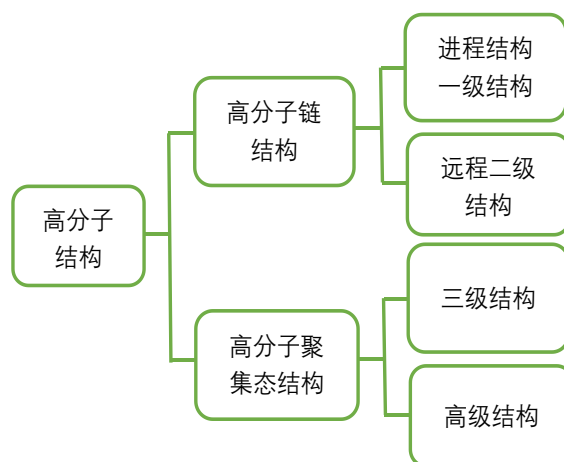 进程结构
一级结构
高分子链
结构
远程二级
结构
高分子
结构
三级结构
高分子聚
集态结构
高级结构